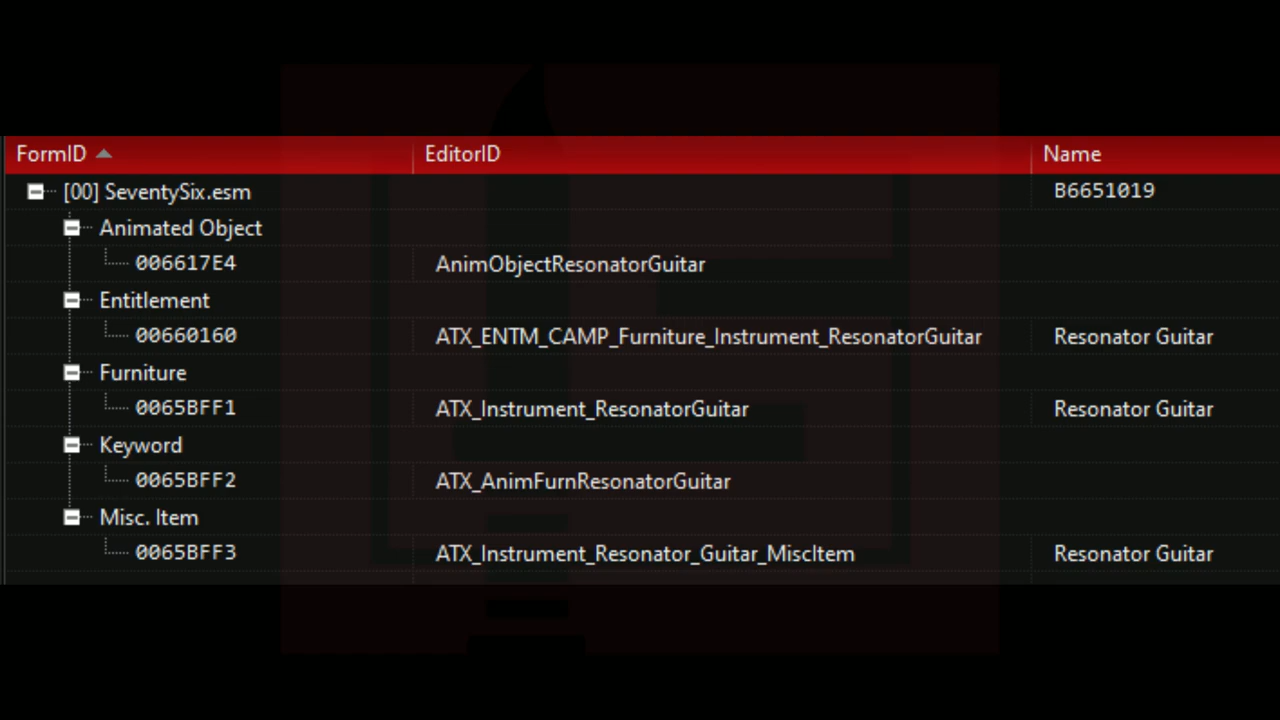 FormID EditorID Name
[00] SeventySix.esm B6651019
Animated Object
006617E4 AnimObjectResonatorGuitar
Entitlement
00660160 ATX_ENTM_CAMP_Furniture_Instrument_ResonatorGuitar Resonator Guitar
Furniture
0065BFF1 ATX_Instrument_ResonatorGuitar Resonator Guitar
Keyword
0065BFF2 ATX_AnimFurnResonatorGuitar
Misc. Item
0065BFF3 ATX_Instrument_Resonator_Guitar_MiscItem Resonator Guitar